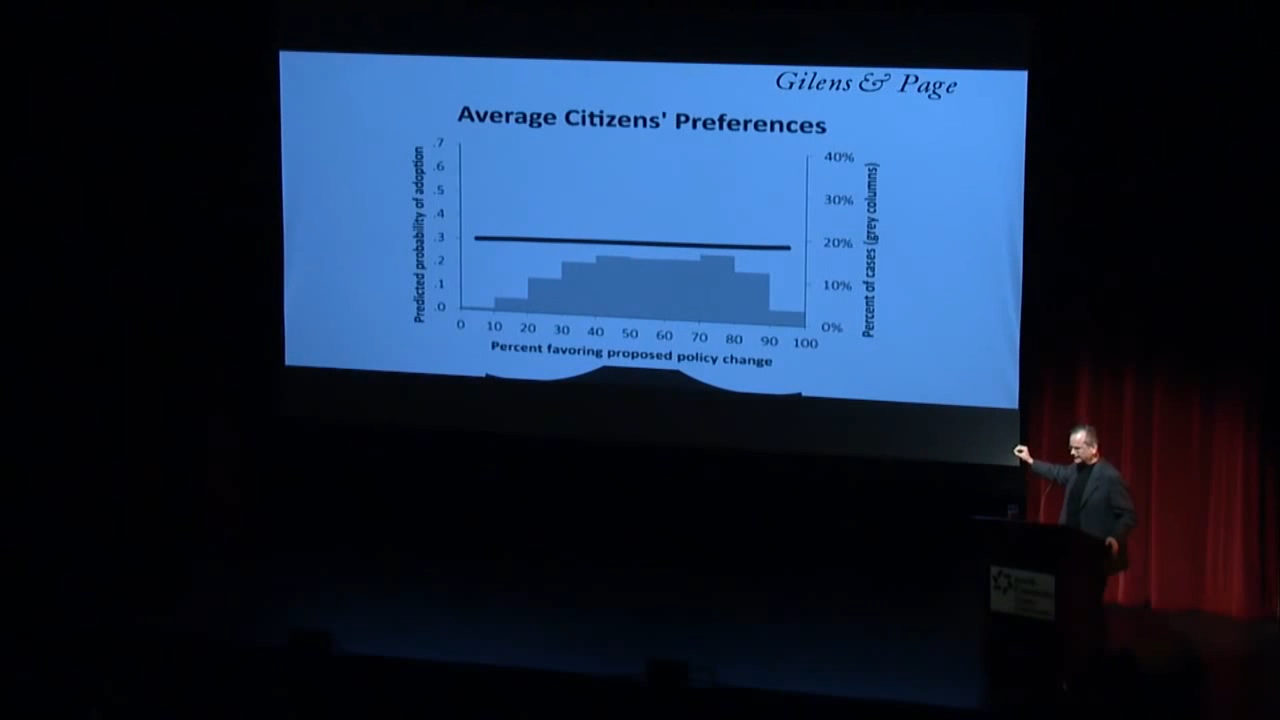 Gilens & Page
Average Citizens' Preferences
Predicted probability of adoption
.7
.6
.5
.4
.3
.2
.1
.0
40%
30%
20%
10%
0%
Percent of cases (grey columns)
0 10 20 30 40 50 60 70 80 90 100
Percent favoring proposed policy change